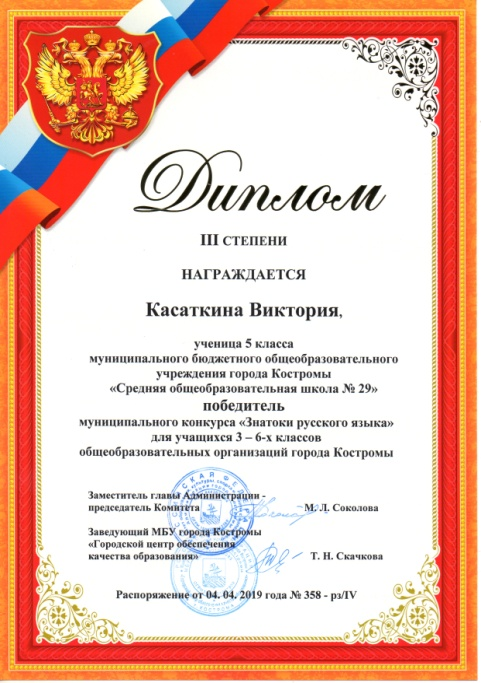 Диплом
III СТЕПЕНИ
НАГРАЖДАЕТСЯ
Касаткина Виктория,
ученица 5 класса
муниципального бюджетного общеобразовательного
учреждения города Костромы
«Средняя общеобразовательная школа № 29»
победитель
муниципального конкурса «Знатоки русского языка»
для учащихся 3 – 6-х классов
общеобразовательных организаций города Костромы
Заместитель главы Администрации -
председатель Комитета М. Л. Соколова
Заведующий МБУ города Костромы
«Городской центр обеспечения
качества образования» Т. Н. Скачкова
Распоряжение от 04. 04. 2019 года № 358 - рз/IV